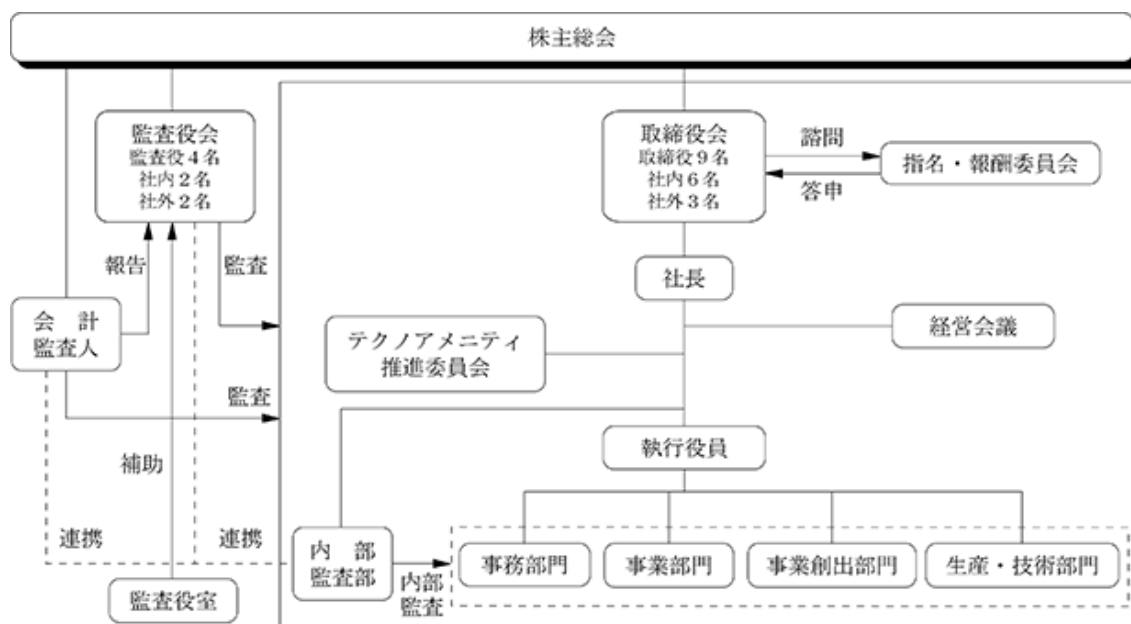 株主総会
監査役会
監査役4名
社内2名
社外2名
取締役会
取締役9名
社内6名
社外3名
諮問
答申
指名・報酬委員会
報告
監査
社長
会 計
監査人
テクノアメニティ
推進委員会
経営会議
監査
執行役員
補助
連携
連携
内 部
監査部
内部
監査
事務部門
事業部門
事業創出部門
生産・技術部門
監査役室